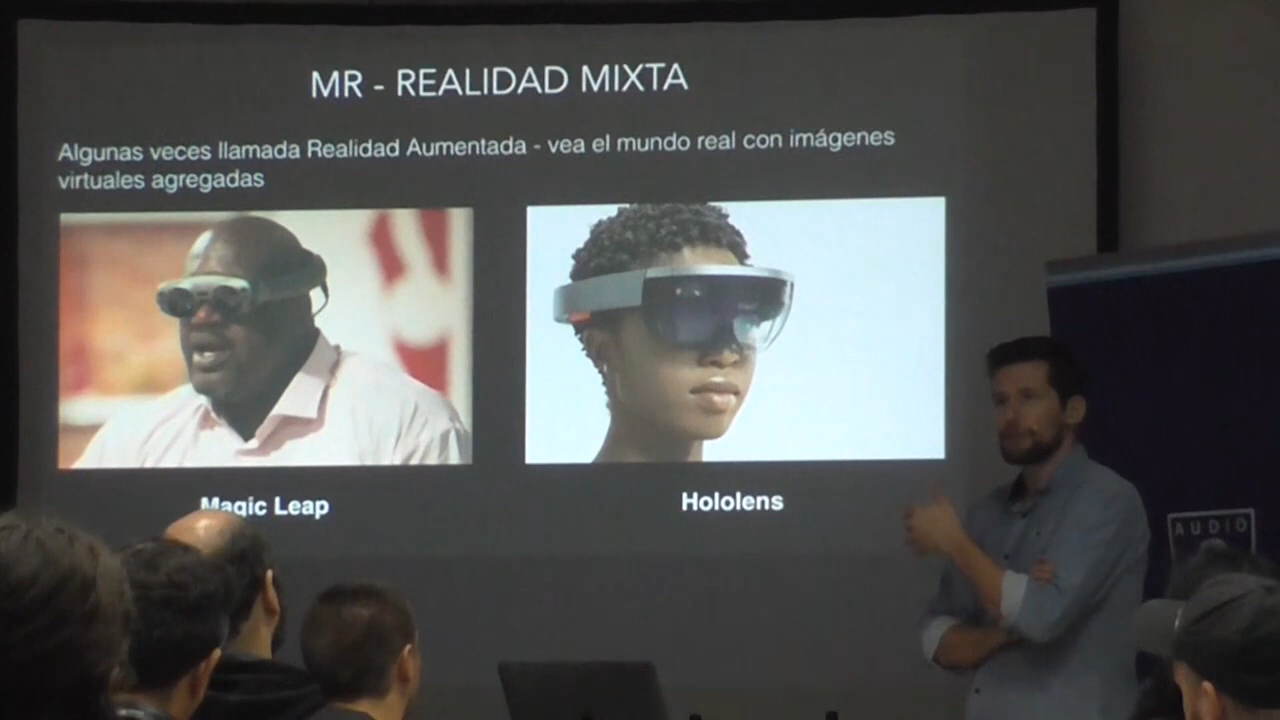 MR - REALIDAD MIXTA
Algunas veces llamada Realidad Aumentada - vea el mundo real con imágenes
virtuales agregadas
Magic Leap
Hololens
AUDIO